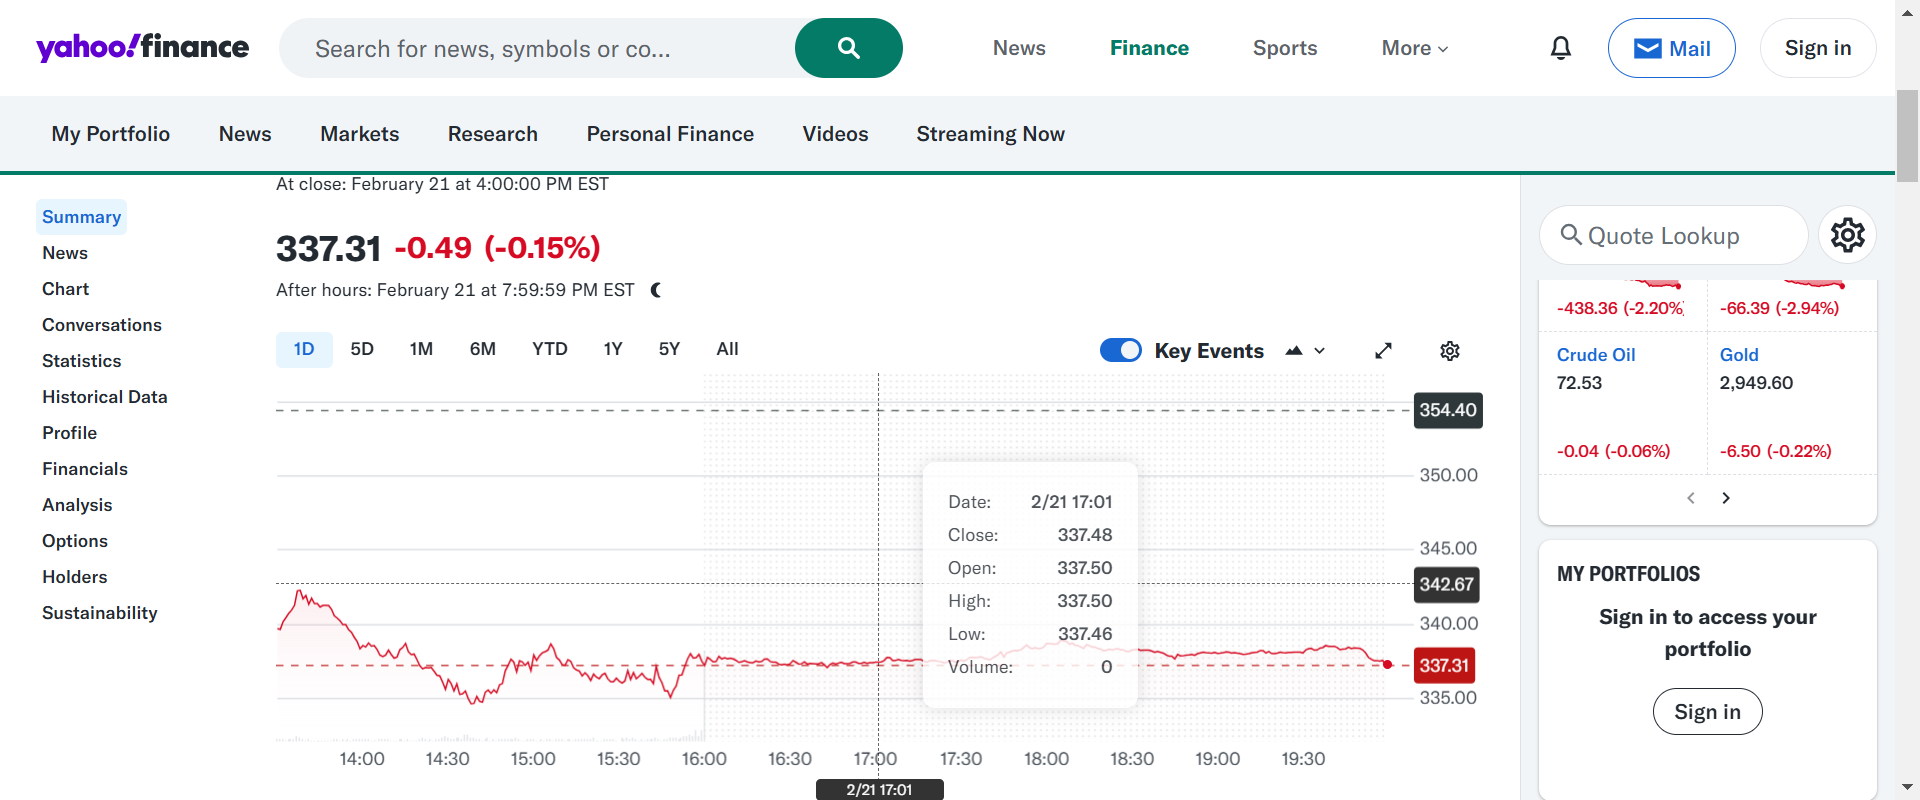 yahoo!finance
Search for news, symbols or co...
News
Finance
Sports
More
Mail
Sign in
My Portfolio
News
Markets
Research
Personal Finance
Videos
Streaming Now
At close: February 21 at 4:00:00 PM EST
337.31 -0.49 (-0.15%)
After hours: February 21 at 7:59:59 PM EST
Summary
News
Chart
Conversations
Statistics
Historical Data
Profile
Financials
Analysis
Options
Holders
Sustainability
1D 5D 1M 6M YTD 1Y 5Y All
Key Events
354.40
350.00
345.00
342.67
340.00
337.31
335.00
Date: 2/21 17:01
Close: 337.48
Open: 337.50
High: 337.50
Low: 337.46
Volume: 0
14:00 14:30 15:00 15:30 16:00 16:30 17:00 17:30 18:00 18:30 19:00 19:30
2/21 17:01
Quote Lookup
-438.36 (-2.20%)
-66.39 (-2.94%)
Crude Oil
72.53
-0.04 (-0.06%)
Gold
2,949.60
-6.50 (-0.22%)
MY PORTFOLIOS
Sign in to access your
portfolio
Sign in